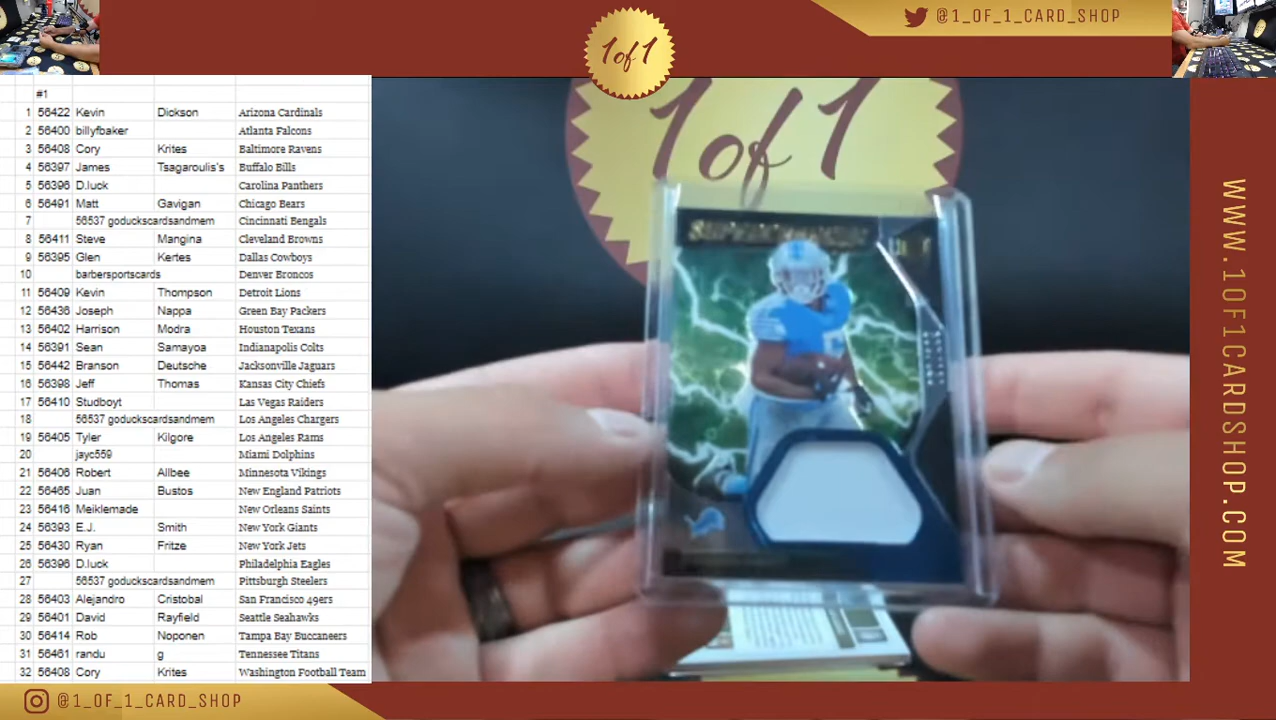 1of1
@1_OF_1_CARD_SHOP
#1
1 56422 Kevin Dickson Arizona Cardinals
2 56400 billyfbaker Atlanta Falcons
3 56408 Cory Krites Baltimore Ravens
4 56397 James Tsagaroulis's Buffalo Bills
5 56396 D.luck Carolina Panthers
6 56491 Matt Gavigan Chicago Bears
7 56537 goduckscardsandmem Cincinnati Bengals
8 56411 Steve Mangina Cleveland Browns
9 56395 Glen Kertes Dallas Cowboys
10 barbersportscards Denver Broncos
11 56409 Kevin Thompson Detroit Lions
12 56436 Joseph Nappa Green Bay Packers
13 56402 Harrison Modra Houston Texans
14 56391 Sean Samayoa Indianapolis Colts
15 56442 Branson Deutsche Jacksonville Jaguars
16 56398 Jeff Thomas Kansas City Chiefs
17 56410 Studboyt Las Vegas Raiders
18 56537 goduckscardsandmem Los Angeles Chargers
19 56405 Tyler Kilgore Los Angeles Rams
20 jayc559 Miami Dolphins
21 56406 Robert Allbee Minnesota Vikings
22 56465 Juan Bustos New England Patriots
23 56416 Meiklemade New Orleans Saints
24 56393 E.J. Smith New York Giants
25 56430 Ryan Fritze New York Jets
26 56396 D.luck Philadelphia Eagles
27 56537 goduckscardsandmem Pittsburgh Steelers
28 56403 Alejandro Cristobal San Francisco 49ers
29 56401 David Rayfield Seattle Seahawks
30 56414 Rob Noponen Tampa Bay Buccaneers
31 56461 randu g Tennessee Titans
32 56408 Cory Krites Washington Football Team
1of1
WWW.1OF1CARDSHOP.COM
@1_OF_1_CARD_SHOP